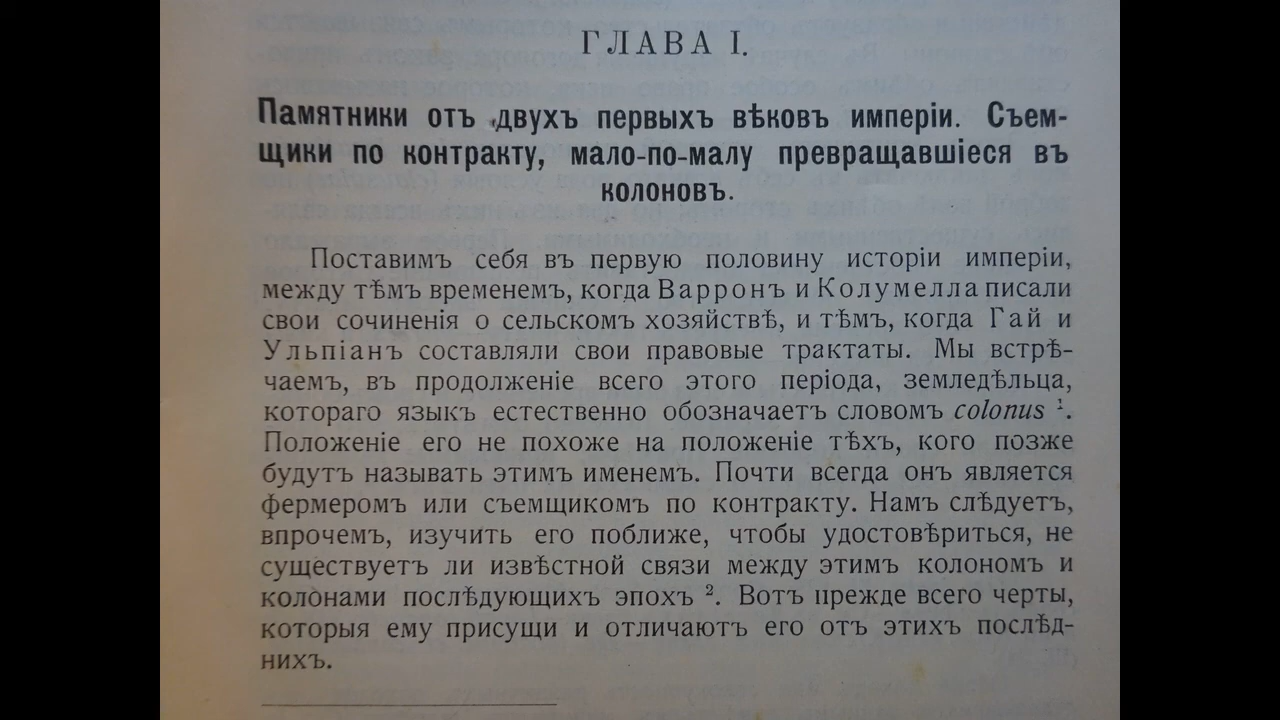 ГЛАВА I.
Памятники отъ двухъ первыхъ вѣковъ имперіи. Съем-
щики по контракту, мало-по-малу превращавшіеся въ
колоновъ.
Поставимъ себя въ первую половину исторіи имперіи,
между тѣмъ временемъ, когда Варронъ и Колумелла писали
свои сочиненія о сельскомъ хозяйствѣ, и тѣмъ, когда Гай и
Ульпіанъ составляли свои правовые трактаты. Мы встрѣ-
чаемъ, въ продолженіе всего этого періода, земледѣльца,
котораго языкъ естественно обозначаетъ словомъ colonus ¹.
Положеніе его не похоже на положеніе тѣхъ, кого позже
будутъ называть этимъ именемъ. Почти всегда онъ является
фермеромъ или съемщикомъ по контракту. Намъ слѣдуетъ,
впрочемъ, изучить его поближе, чтобы удостовѣриться, не
существуетъ ли извѣстной связи между этимъ колономъ и
колонами послѣдующихъ эпохъ ². Вотъ прежде всего черты,
которыя ему присущи и отличаютъ его отъ этихъ послѣд-
нихъ.